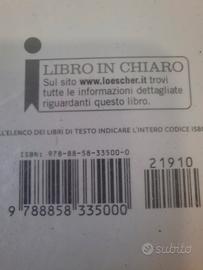 LIBRO IN CHIARO
Sul sito www.loescher.it trovi
tutte le informazioni dettagliate
riguardanti questo libro.
ELENCO DEI LIBRI DI TESTO INDICARE L'INTERO CODICE ISB
ISBN: 978-88-58-33500-0
21910
9 788858 335000
subito